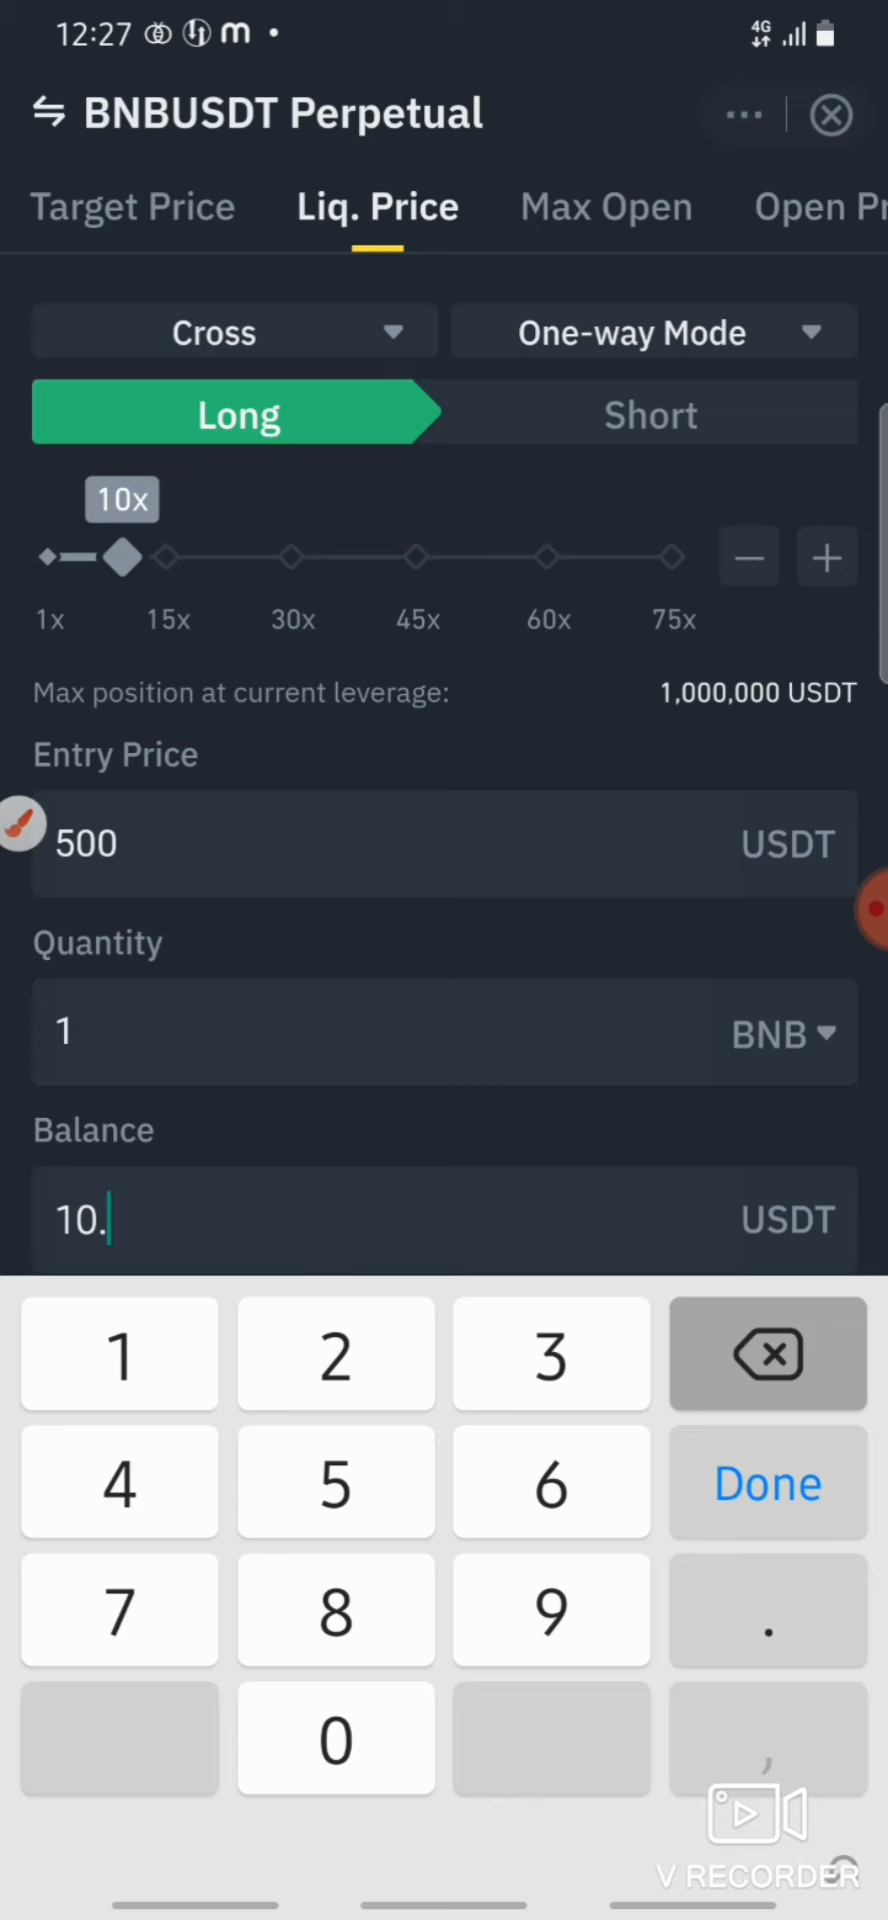 12:27 m 4G
BNBUSDT Perpetual
Target Price Liq. Price Max Open Open Pr
Cross One-way Mode
Long Short
10x
1x 15x 30x 45x 60x 75x
Max position at current leverage: 1,000,000 USDT
Entry Price
500 USDT
Quantity
1 BNB
Balance
10. USDT
1 2 3
4 5 6 Done
7 8 9 .
0 ,
V RECORDER